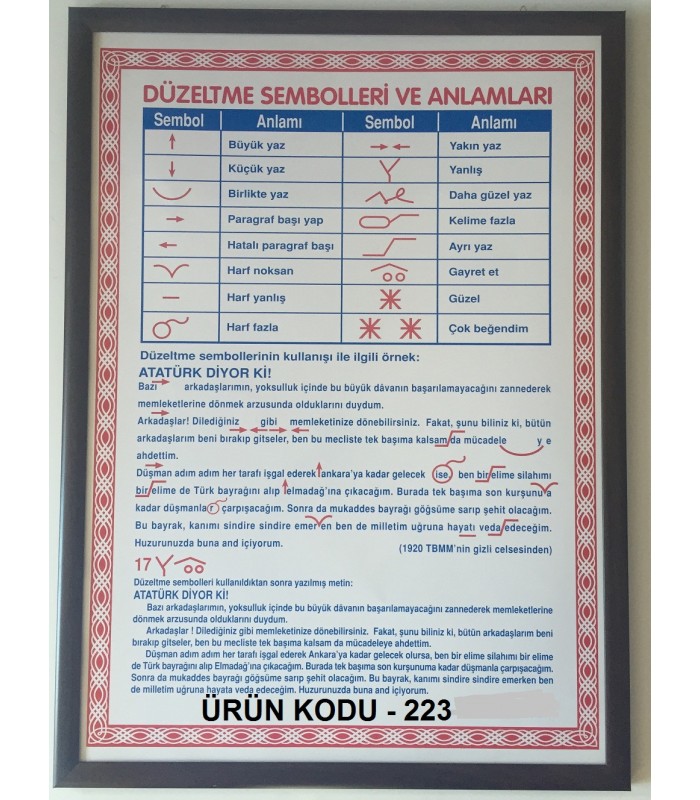 DÜZELTME SEMBOLLERİ VE ANLAMLARI
Sembol Anlamı Sembol Anlamı
Büyük yaz Yakın yaz
Küçük yaz Yanlış
Birlikte yaz Daha güzel yaz
Paragraf başı yap Kelime fazla
Hatalı paragraf başı Ayrı yaz
Harf noksan Gayret et
Harf yanlış Güzel
Harf fazla Çok beğendim
Düzeltme sembollerinin kullanışı ile ilgili örnek:
ATATÜRK DİYOR Kİ!
Bazı arkadaşlarımın, yoksulluk içinde bu büyük dâvanın başarılamayacağını zannederek
memleketlerine dönmek arzusunda olduklarını duydum.
Arkadaşlar! Dilediğiniz gibi memleketinize dönebilirsiniz. Fakat, şunu biliniz ki, bütün
arkadaşlarım beni bırakıp gitseler, ben bu mecliste tek başıma kalsam da mücadele y e
ahdettim.
Düşman adım adım her tarafı işgal ederek ankara'ya kadar gelecek ise ben bir elime silahımı
bir elime de Türk bayrağını alıp elmadağ'ına çıkacağım. Burada tek başıma son kurşunu a
kadar düşmanla r çarpışacağım. Sonra da mukaddes bayrağı göğsüme sarıp şehit olacağım.
Bu bayrak, kanımı sindire sindire emer en ben de milletim uğruna hayatı veda edeceğim.
Huzurunuzda buna and içiyorum. (1920 TBMM'nin gizli celsesinden)
17
Düzeltme sembolleri kullanıldıktan sonra yazılmış metin:
ATATÜRK DİYOR Kİ!
Bazı arkadaşlarımın, yoksulluk içinde bu büyük dâvanın başarılamayacağını zannederek memleketlerine
dönmek arzusunda olduklarını duydum.
Arkadaşlar ! Dilediğiniz gibi memleketinize dönebilirsiniz. Fakat, şunu biliniz ki, bütün arkadaşlarım beni
bırakıp gitseler, ben bu mecliste tek başıma kalsam da mücadeleye ahdettim.
Düşman adım adım her tarafı işgal ederek Ankara'ya kadar gelecek olursa, ben bir elime silahımı bir elime
de Türk bayrağını alıp Elmadağ'ına çıkacağım. Burada tek başıma son kurşunuma kadar düşmanla çarpışacağım.
Sonra da mukaddes bayrağı göğsüme sarıp şehit olacağım. Bu bayrak, kanımı sindire sindire emerken ben
de milletim uğruna hayata veda edeceğim. Huzurunuzda buna and içiyorum.
ÜRÜN KODU - 223